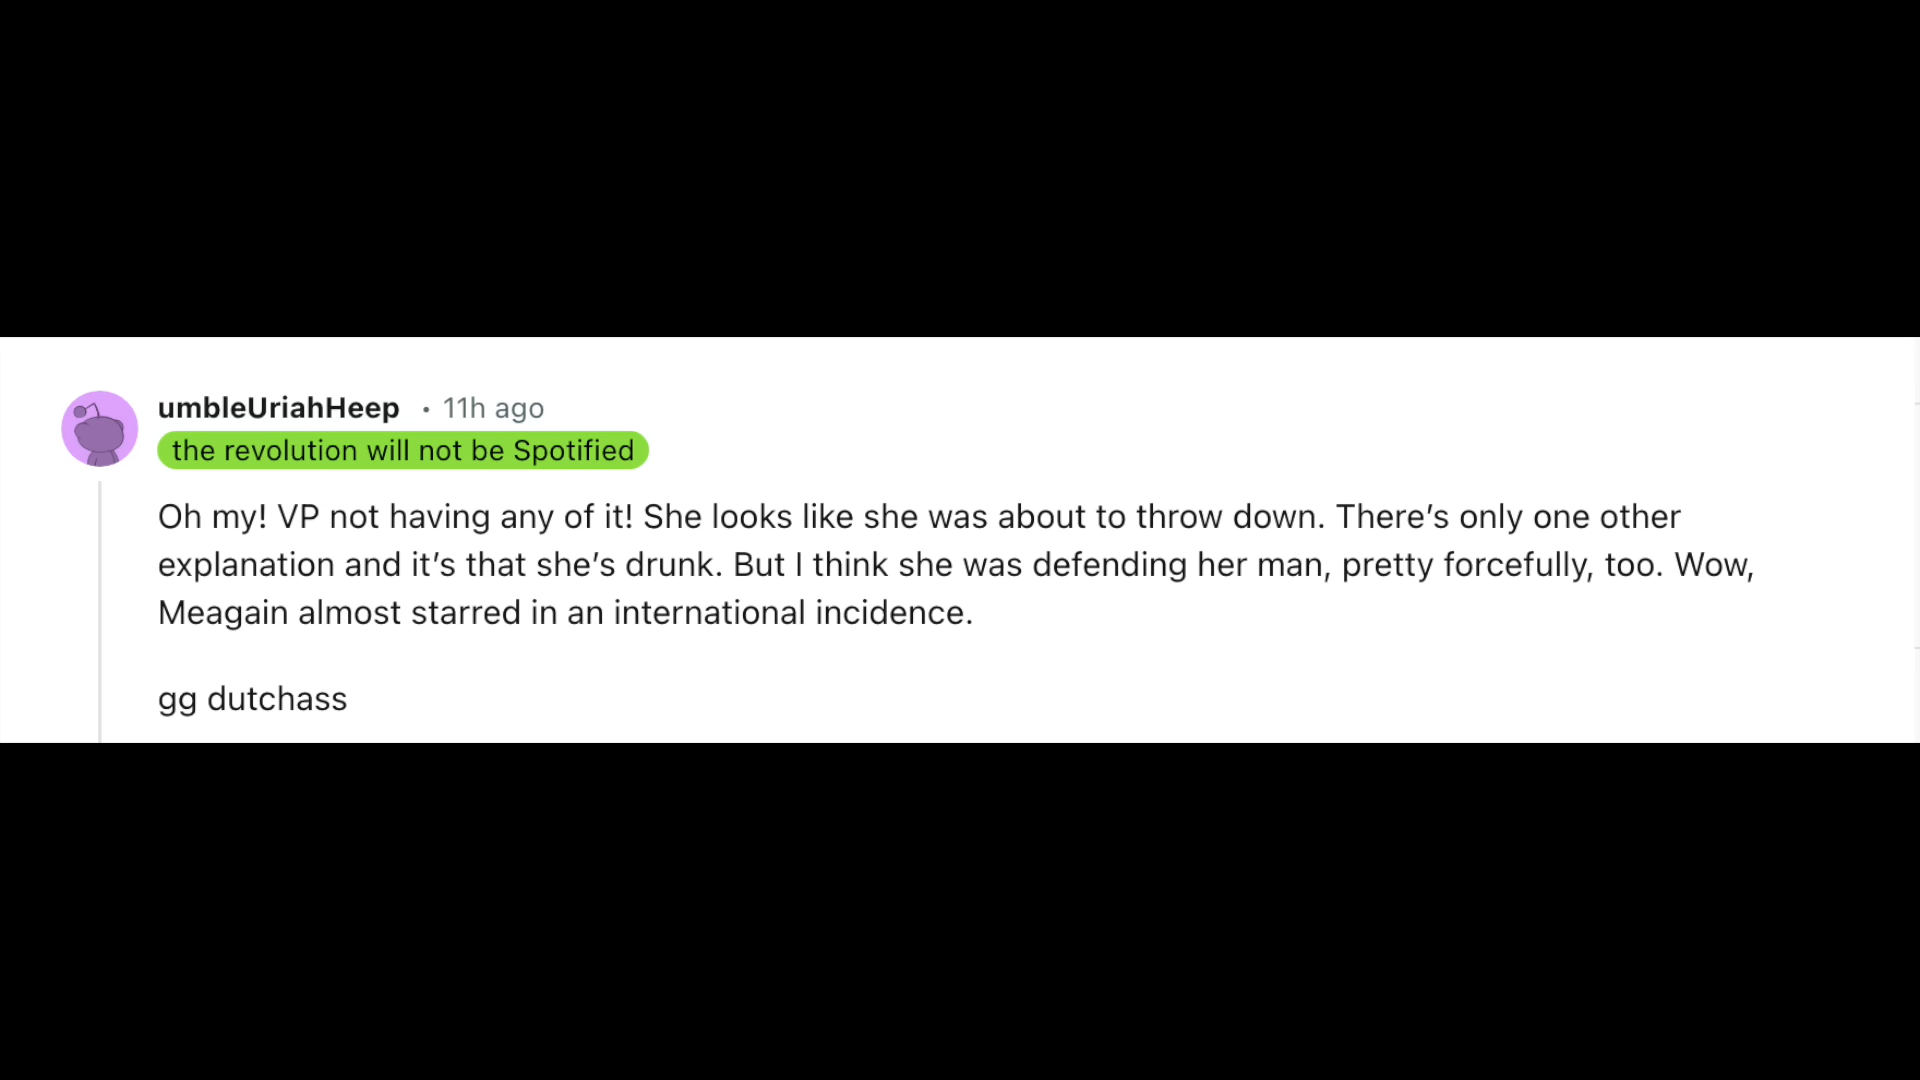 umbleUriahHeep • 11h ago
the revolution will not be Spotified
Oh my! VP not having any of it! She looks like she was about to throw down. There’s only one other
explanation and it’s that she’s drunk. But I think she was defending her man, pretty forcefully, too. Wow,
Meagain almost starred in an international incidence.
gg dutchass